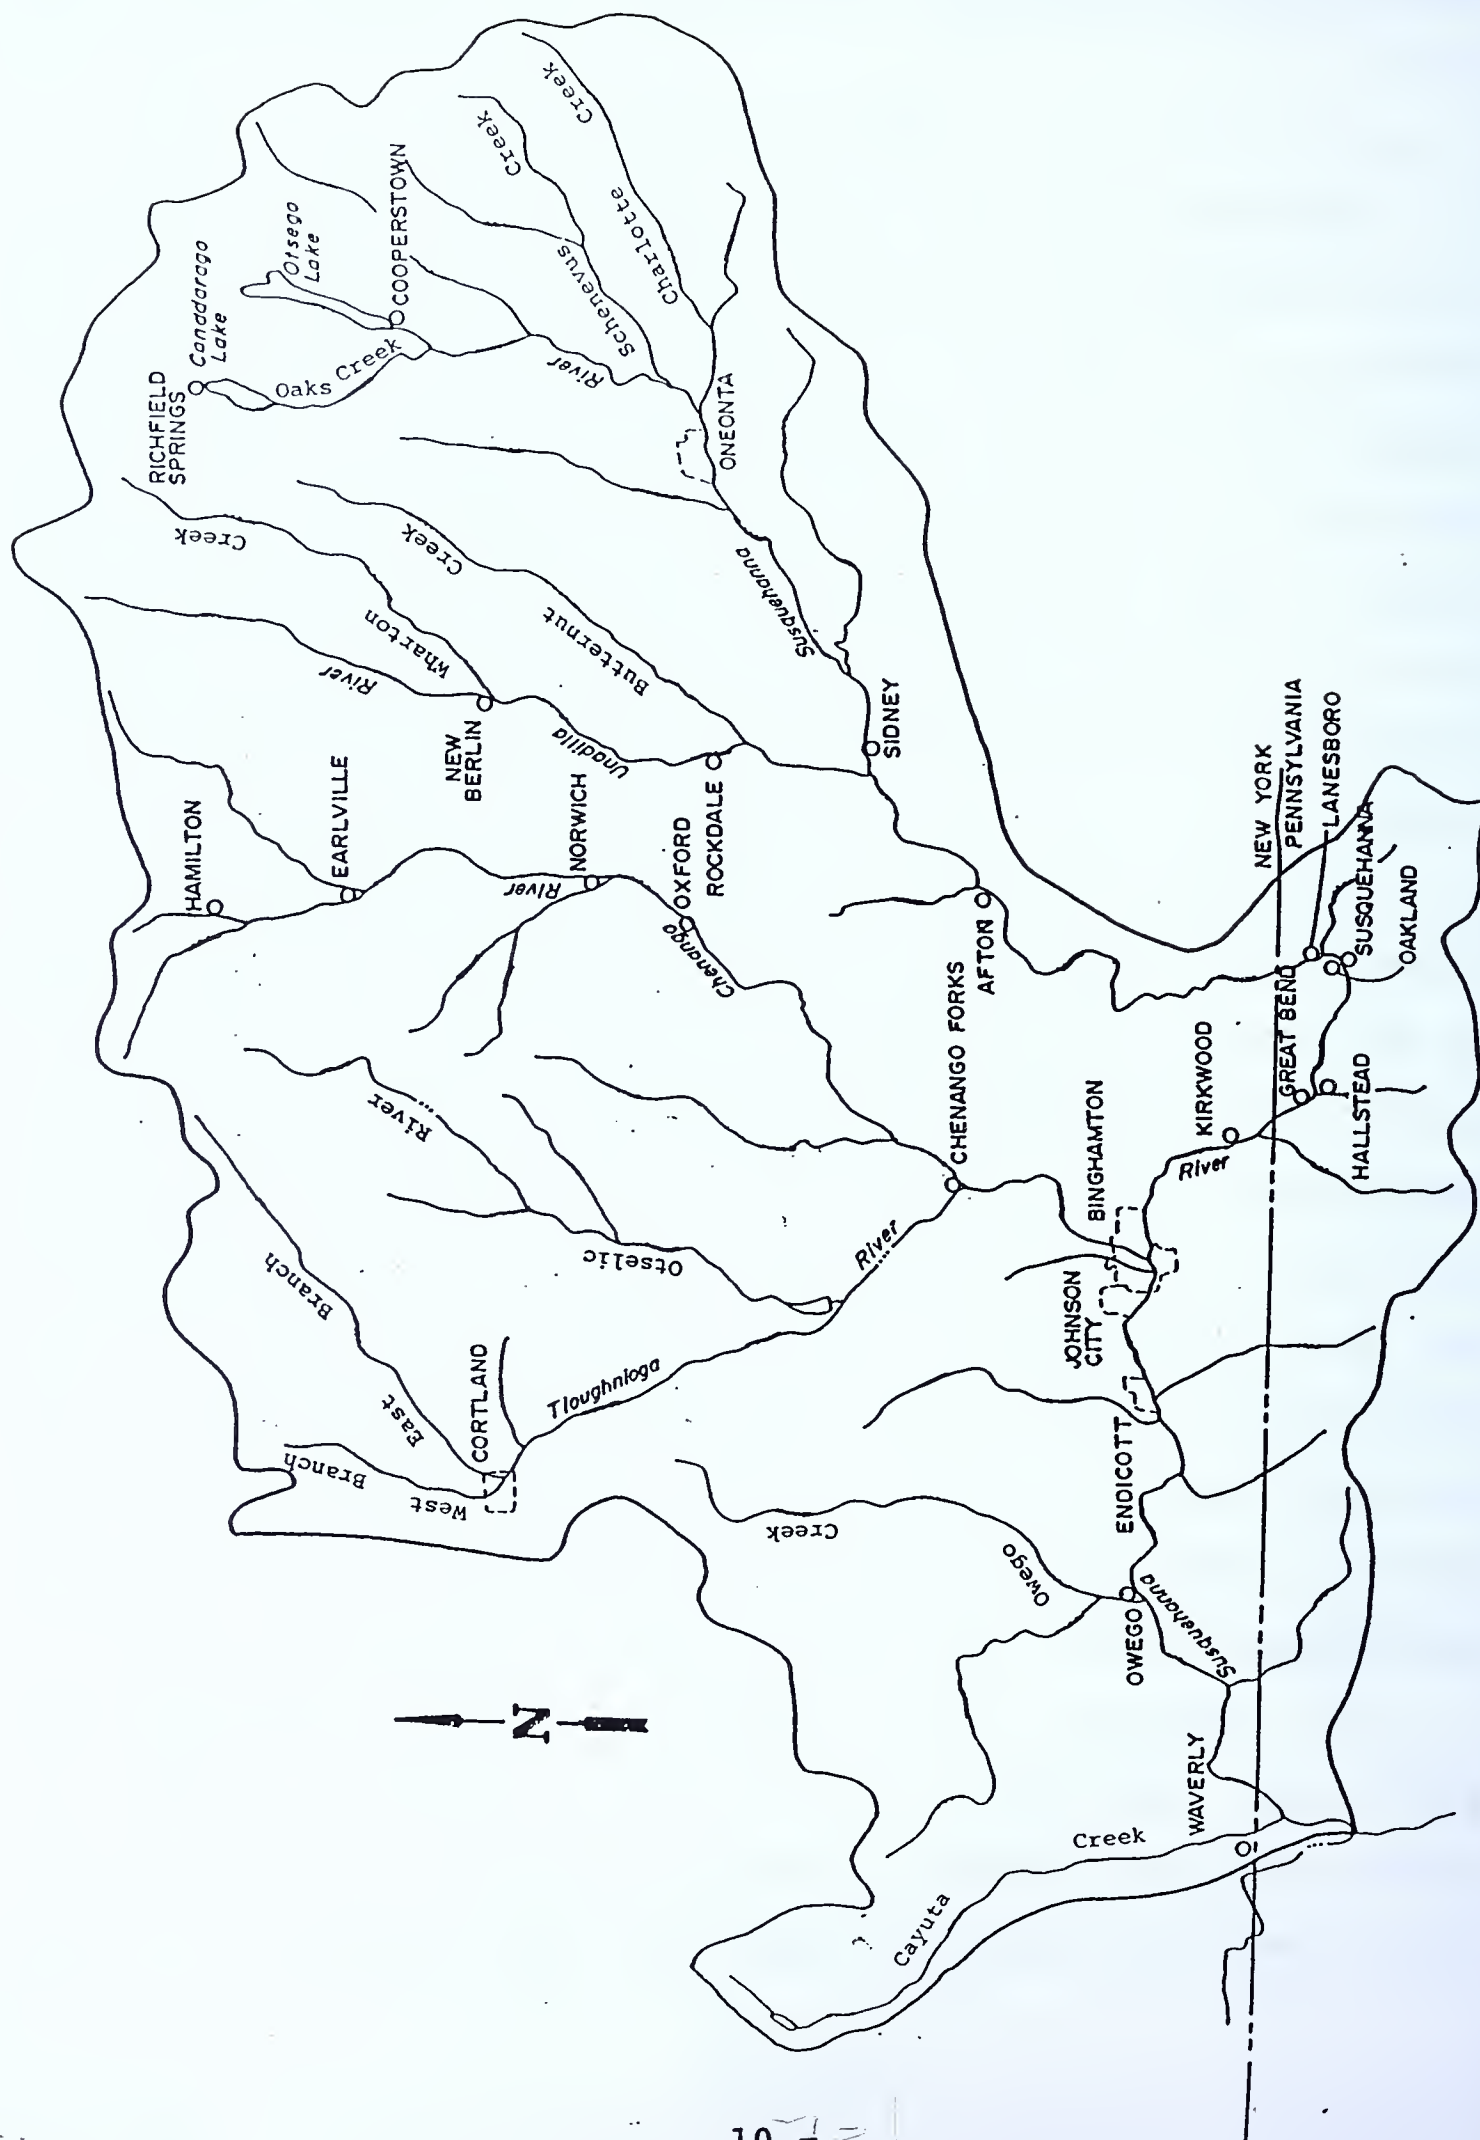 RICHFIELD
SPRINGS
Canadarago
Lake
Otsego
Lake
COOPERSTOWN
Oaks Creek
Creek
Schenevus
Creek
Charlotte
Creek
River
ONEONTA
Susquehanna
Wharton
Creek
Butternut
Creek
River
Unadilla
NEW
BERLIN
ROCKDALE
SIDNEY
HAMILTON
EARLVILLE
NORWICH
River
OXFORD
Chenango
AFTON
CHENANGO FORKS
River
Otselic
East
Branch
West
Branch
CORTLAND
Tioughnioga
River
BINGHAMTON
JOHNSON
CITY
ENDICOTT
KIRKWOOD
River
GREAT BEND
HALLSTEAD
NEW YORK
PENNSYLVANIA
LANESBORO
SUSQUEHANNA
OAKLAND
Owego
Creek
OWEGO
Susquehanna
WAVERLY
Cayuta
Creek
N
10